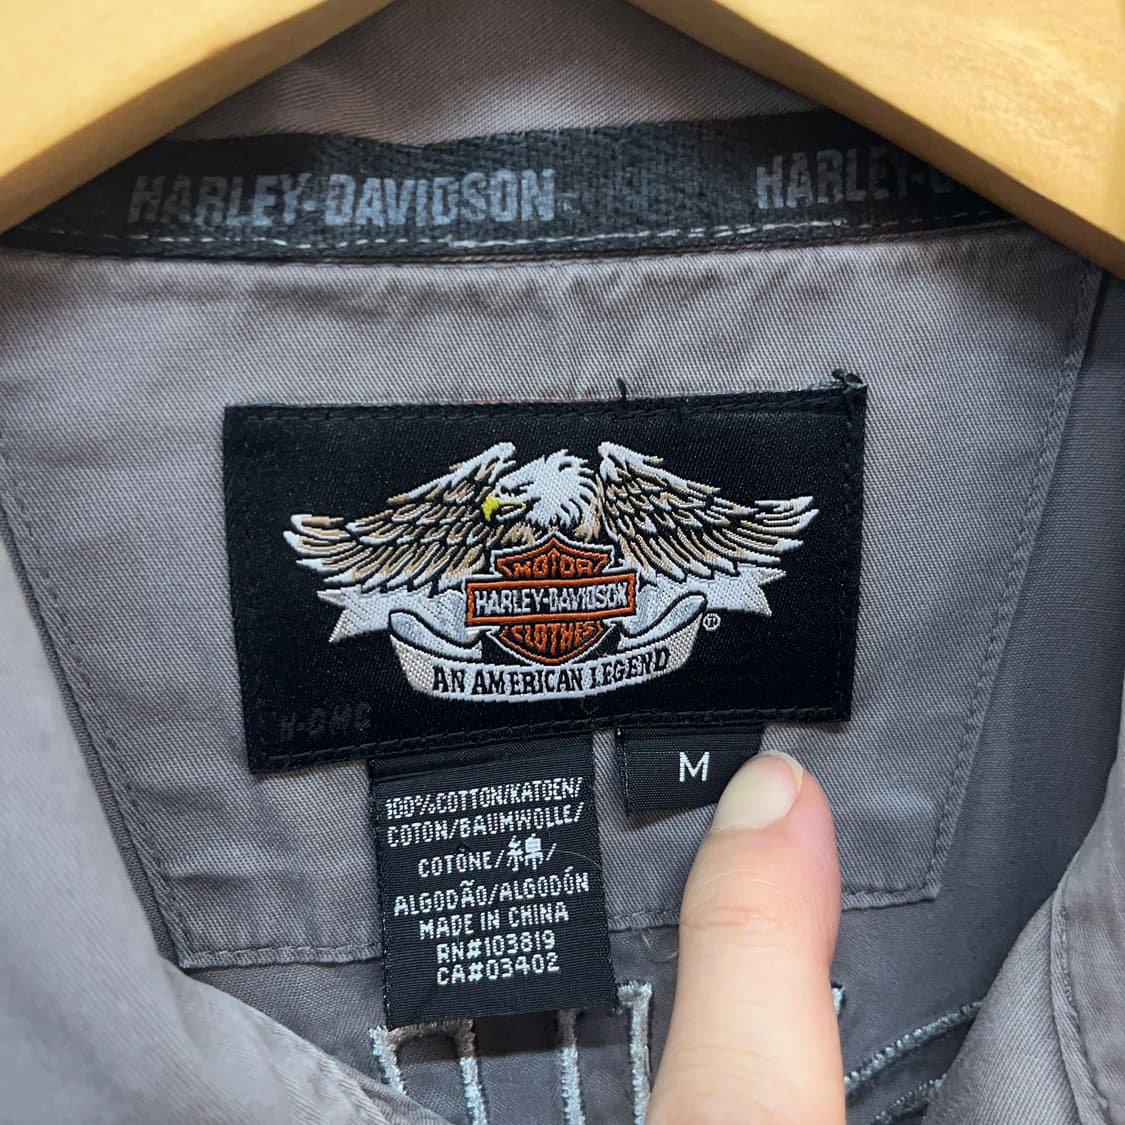 HARLEY-DAVIDSON HARLEY-D
MOTOR
HARLEY-DAVIDSON
CLOTHES
AN AMERICAN LEGEND
H-DMC
M
100%COTTON/KATOEN/
COTON/BAUMWOLLE/
COTONE/綿/
ALGODÃO/ALGODÓN
MADE IN CHINA
RN#103819
CA#03402